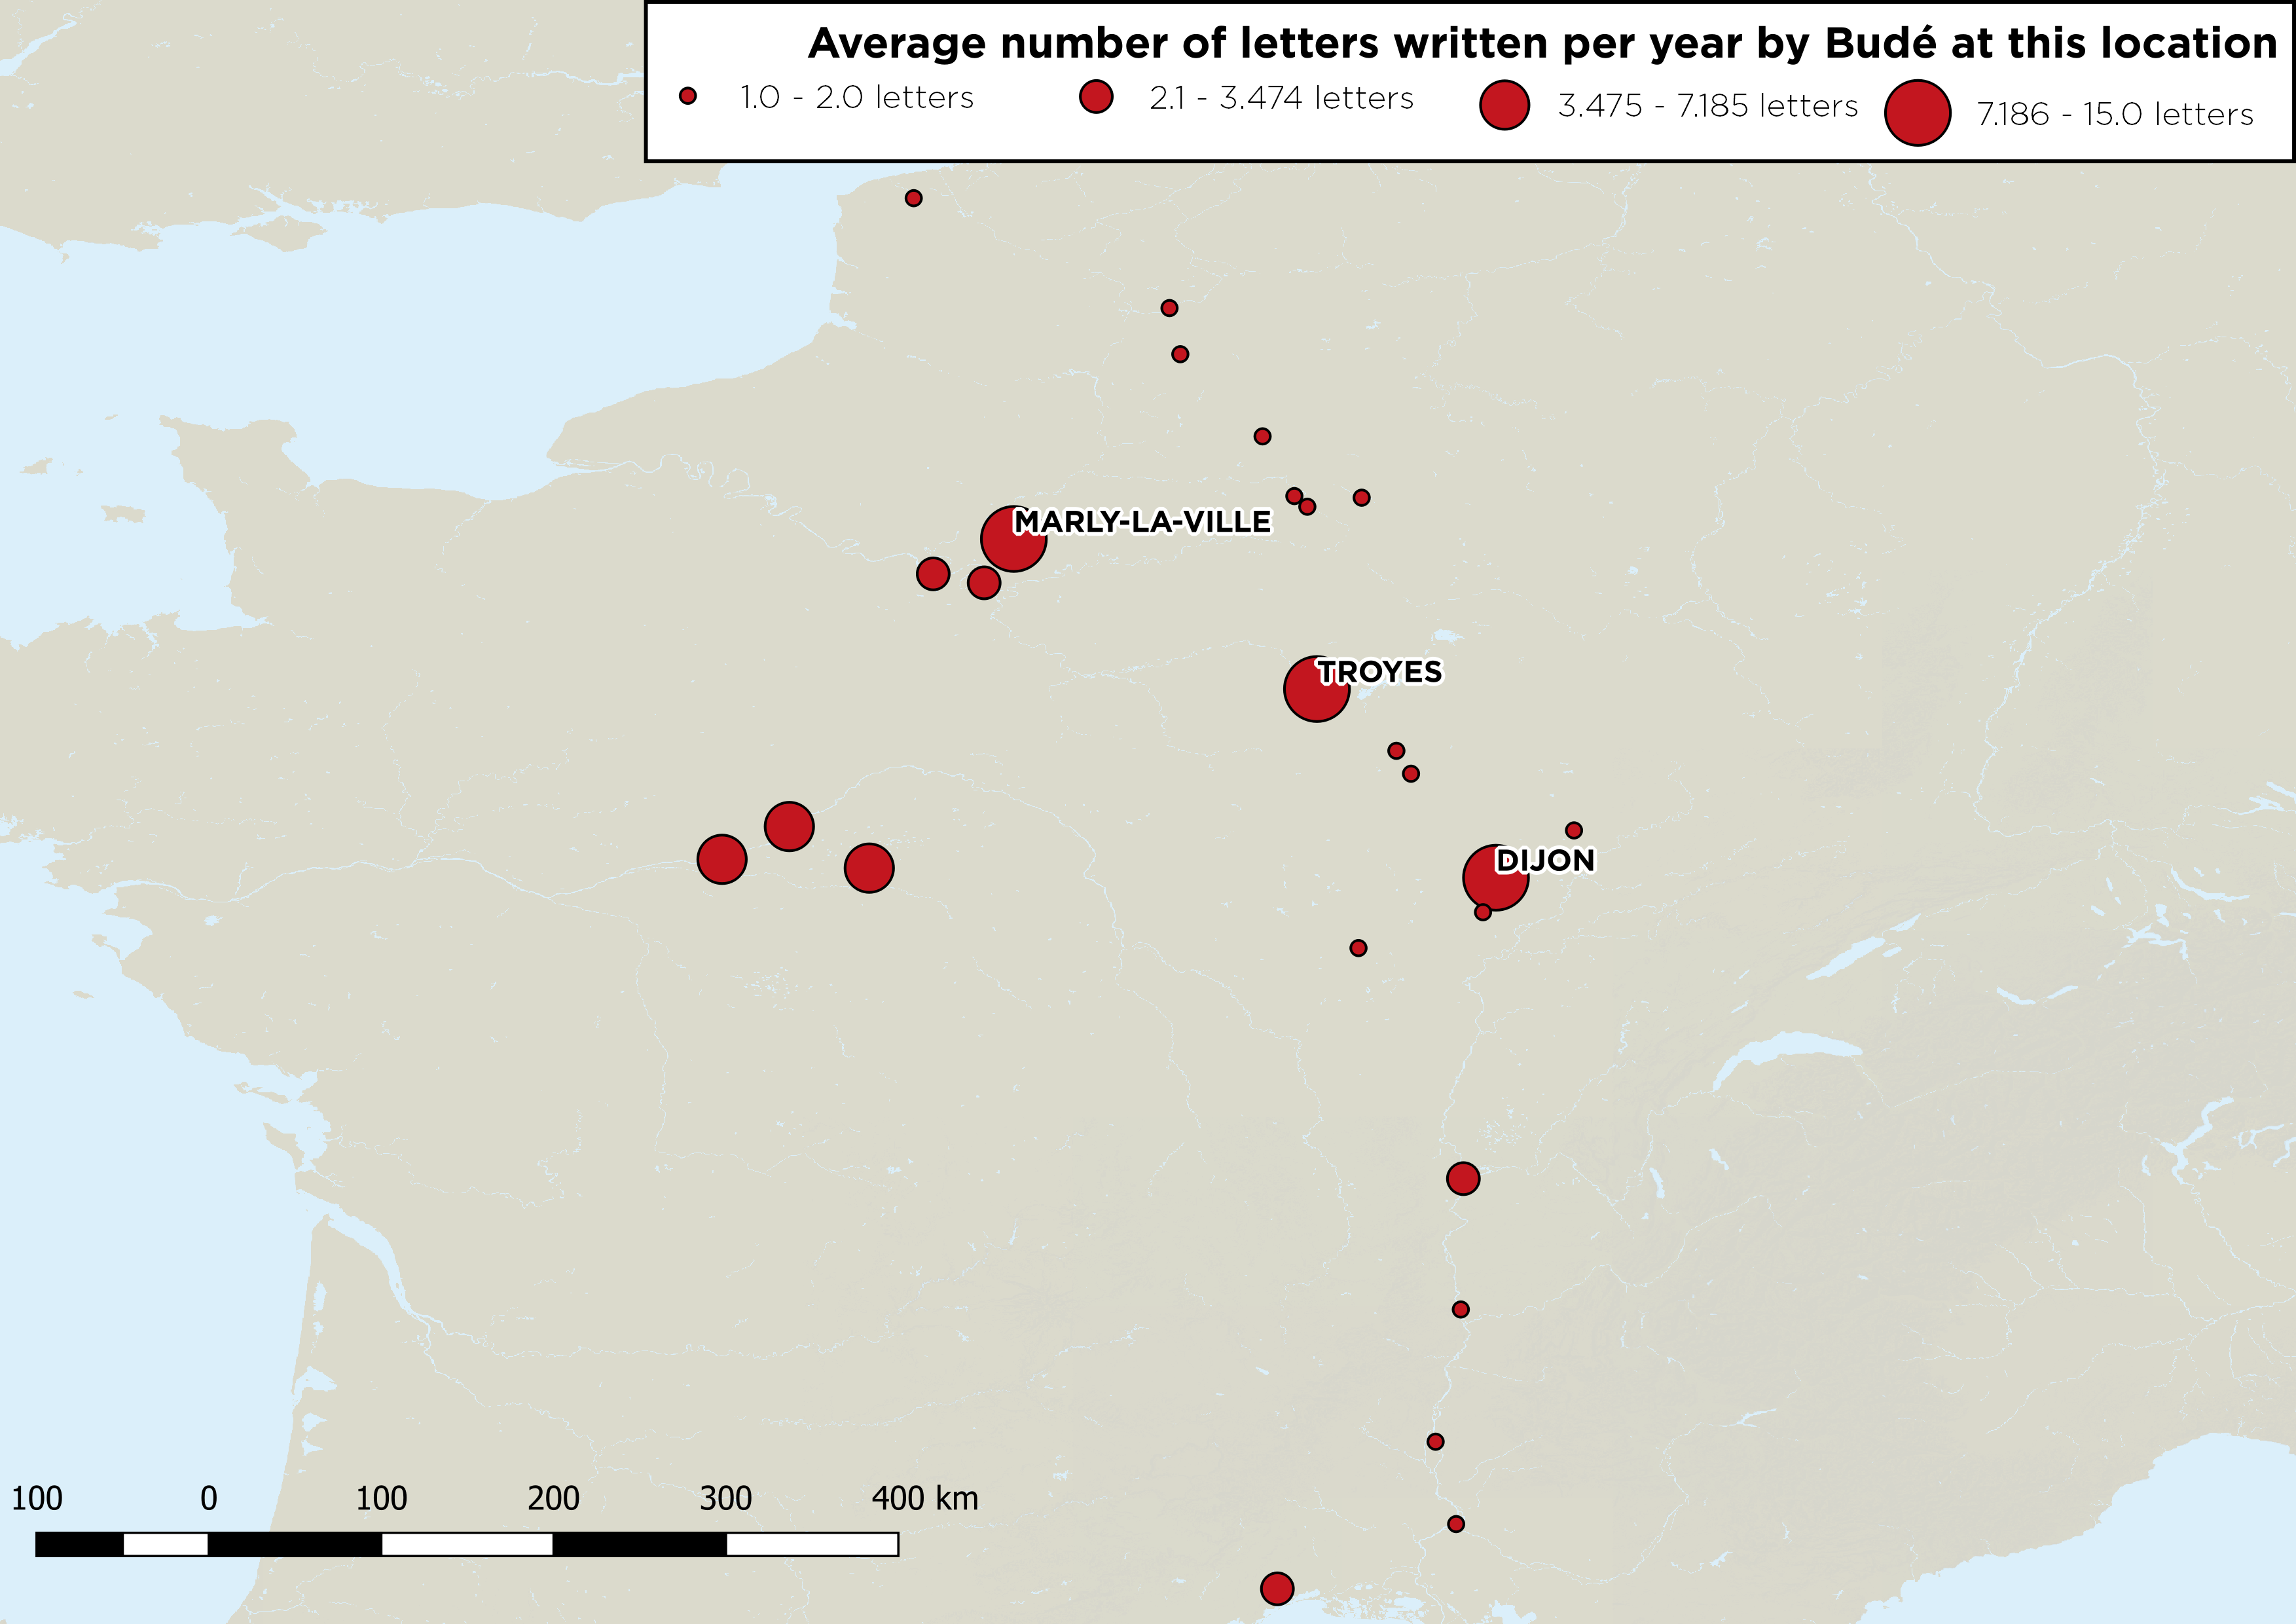 Average number of letters written per year by Budé at this location
1.0 - 2.0 letters 2.1 - 3.474 letters 3.475 - 7.185 letters 7.186 - 15.0 letters
MARLY-LA-VILLE
TROYES
DIJON
100 0 100 200 300 400 km